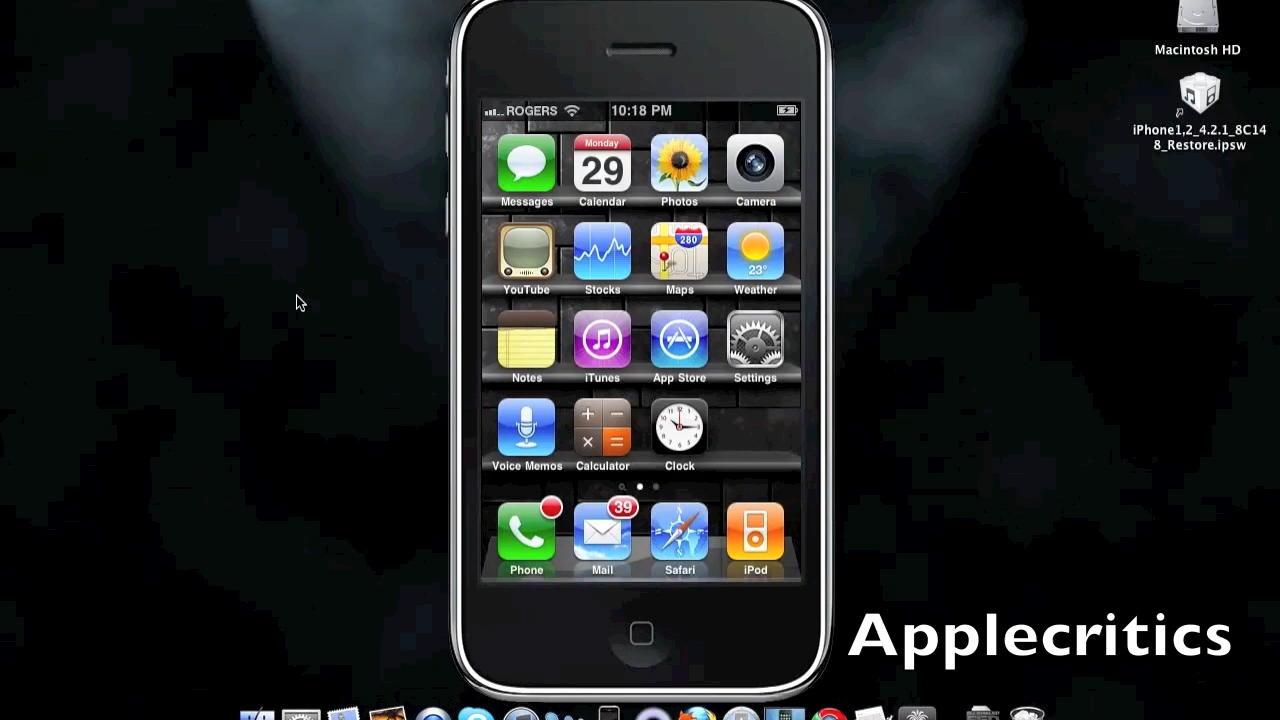 Macintosh HD
iPhone1,2_4.2.1_8C14
8_Restore.ipsw
ROGERS 10:18 PM
Monday
29
Messages Calendar Photos Camera
280
23°
YouTube Stocks Maps Weather
Notes iTunes App Store Settings
Voice Memos Calculator Clock
39
Phone Mail Safari iPod
Applecritics